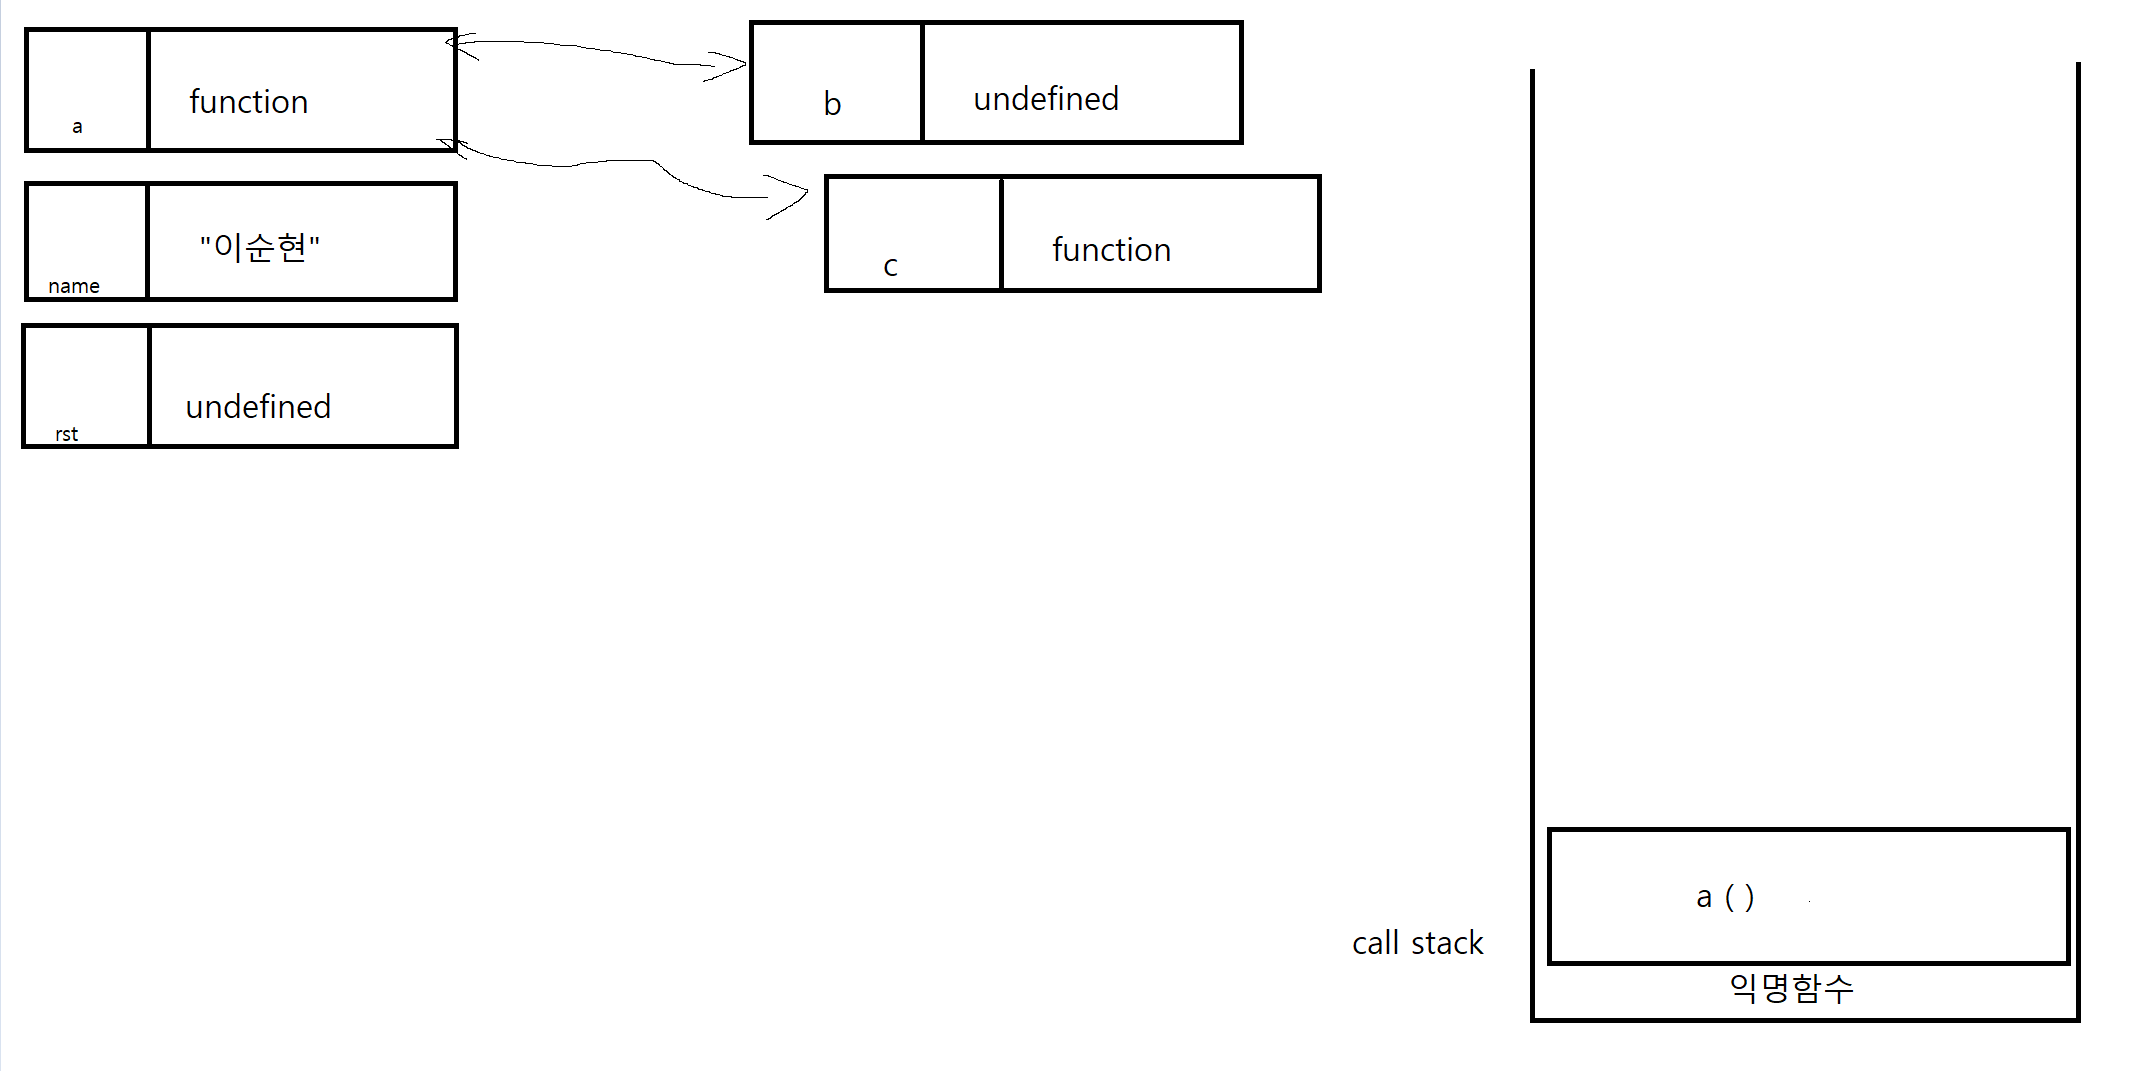 a
function
b
undefined
name
"이순현"
c
function
rst
undefined
a ( )
call stack
익명함수